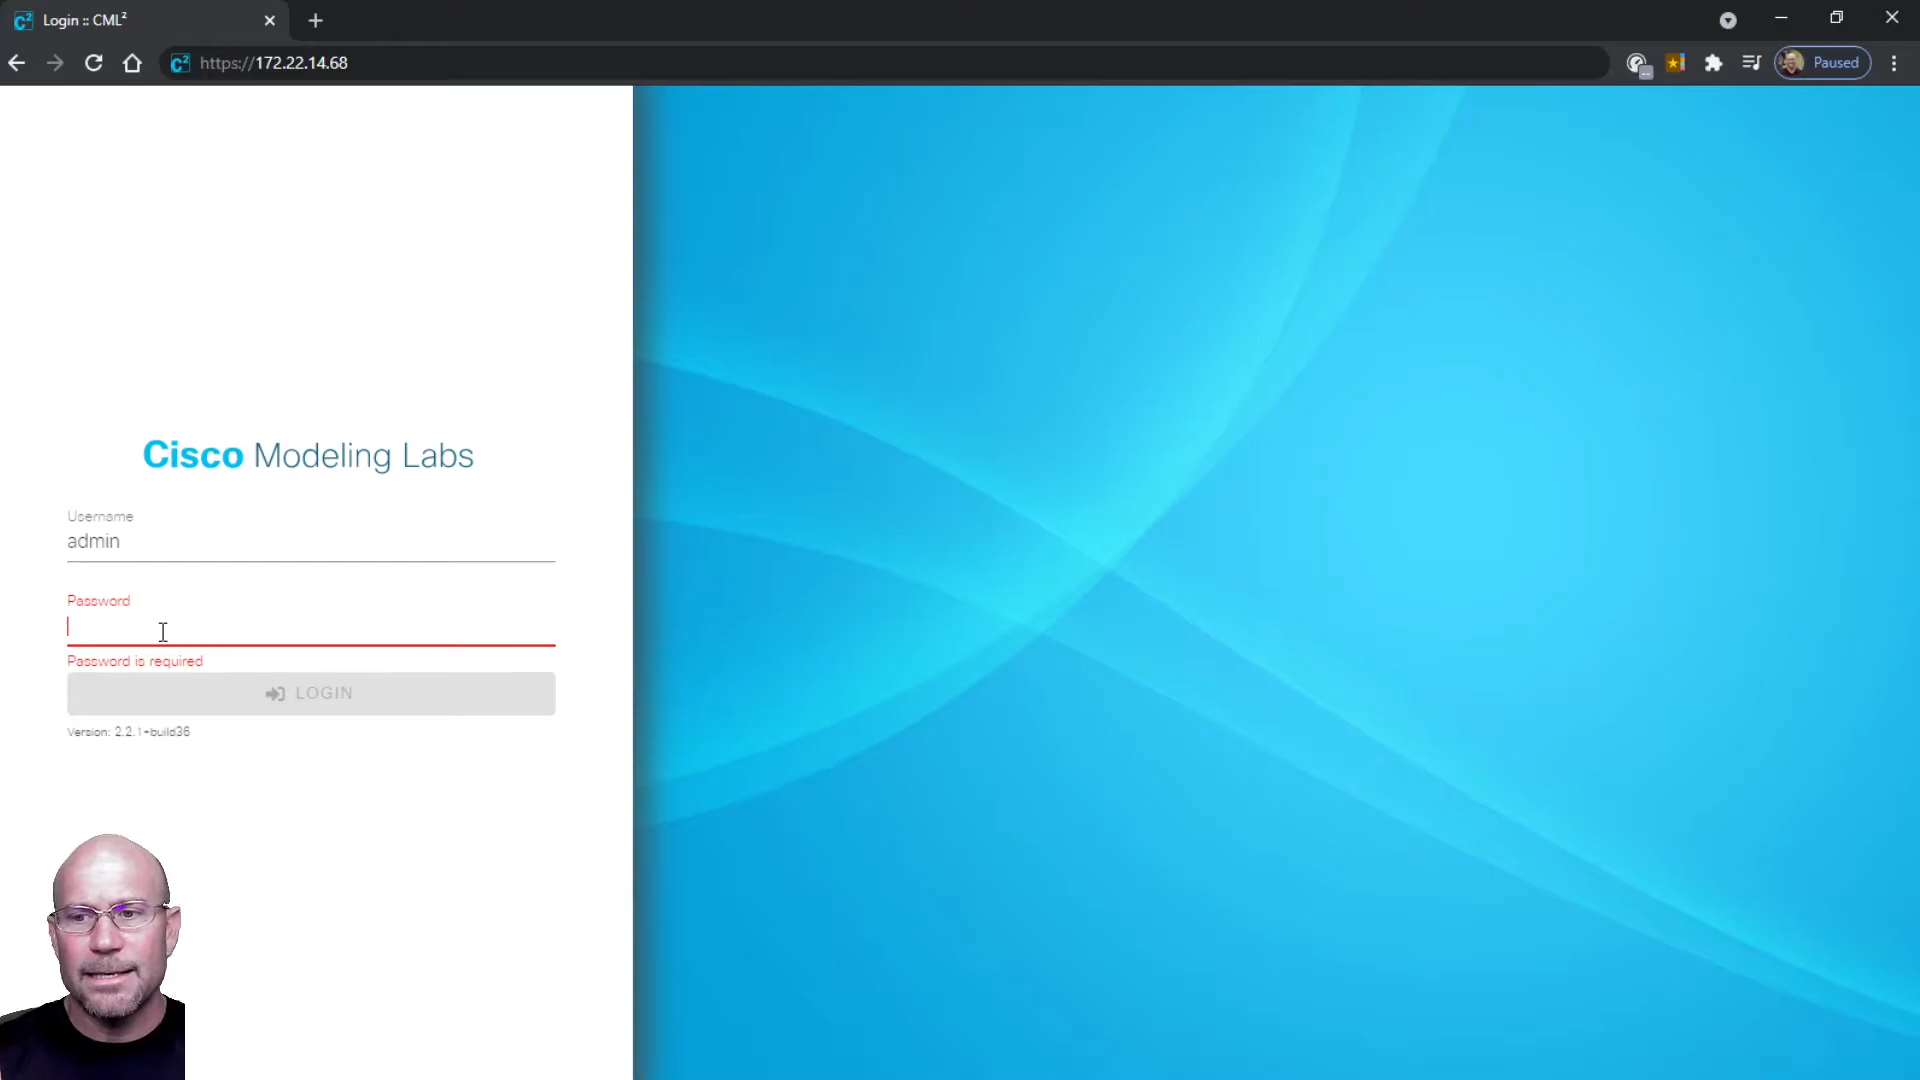 Login :: CML²
https://172.22.14.68
Paused
Cisco Modeling Labs
Username
admin
Password
Password is required
LOGIN
Version: 2.2.1+build36